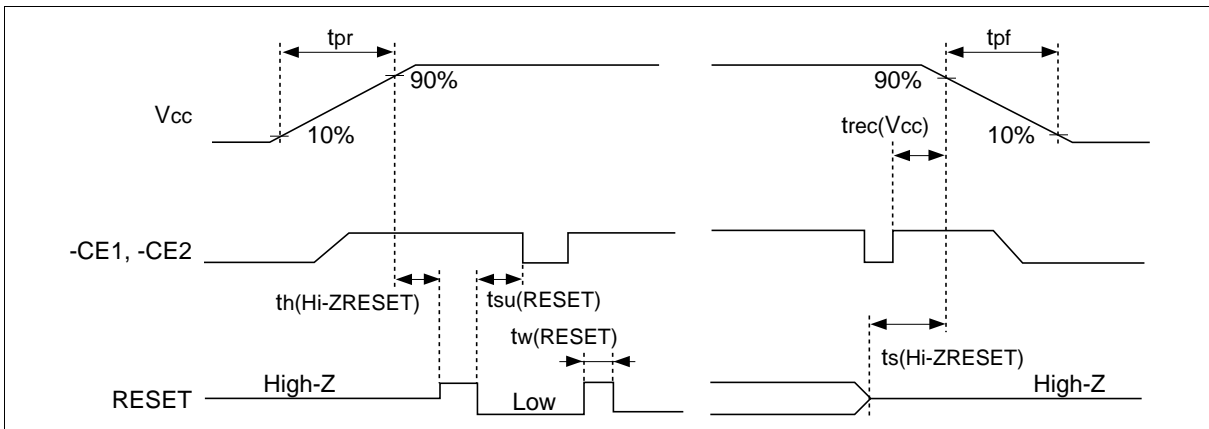 tpr
tpf
90%
90%
Vcc
trec(Vcc)
10%
10%
-CE1, -CE2
th(Hi-ZRESET)
tsu(RESET)
tw(RESET)
ts(Hi-ZRESET)
High-Z
High-Z
RESET
Low